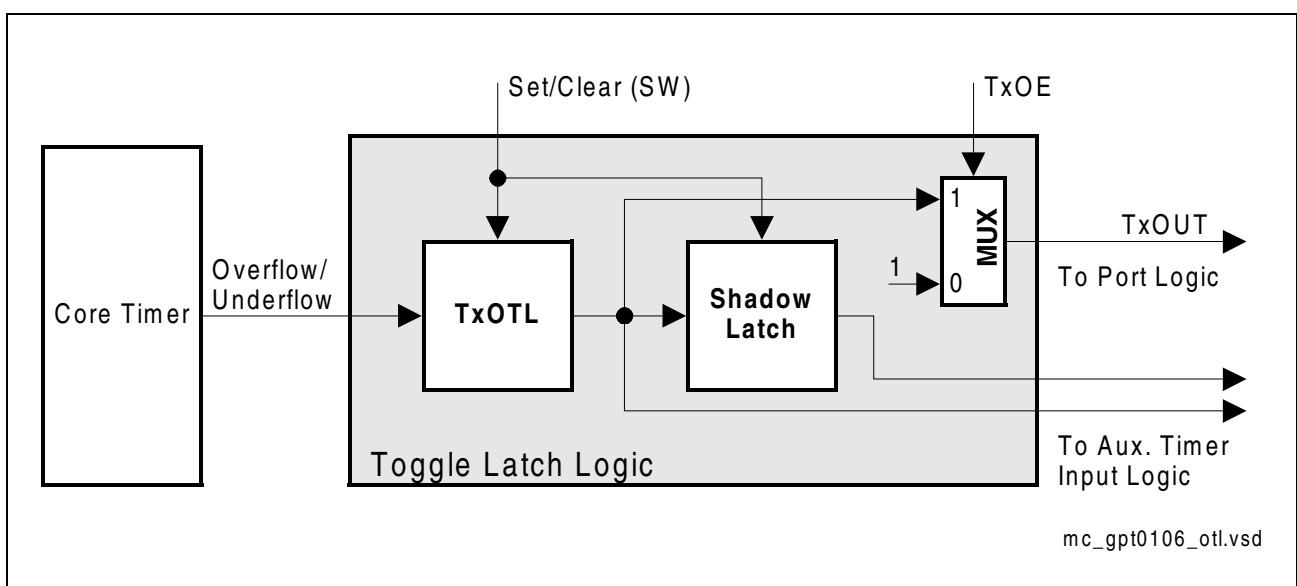 Set/Clear (SW)
TxOE
Core Timer
Overflow/
Underflow
TxOTL
Shadow
Latch
1
MUX
1
0
TxOUT
To Port Logic
Toggle Latch Logic
To Aux. Timer
Input Logic
mc_gpt0106_otl.vsd